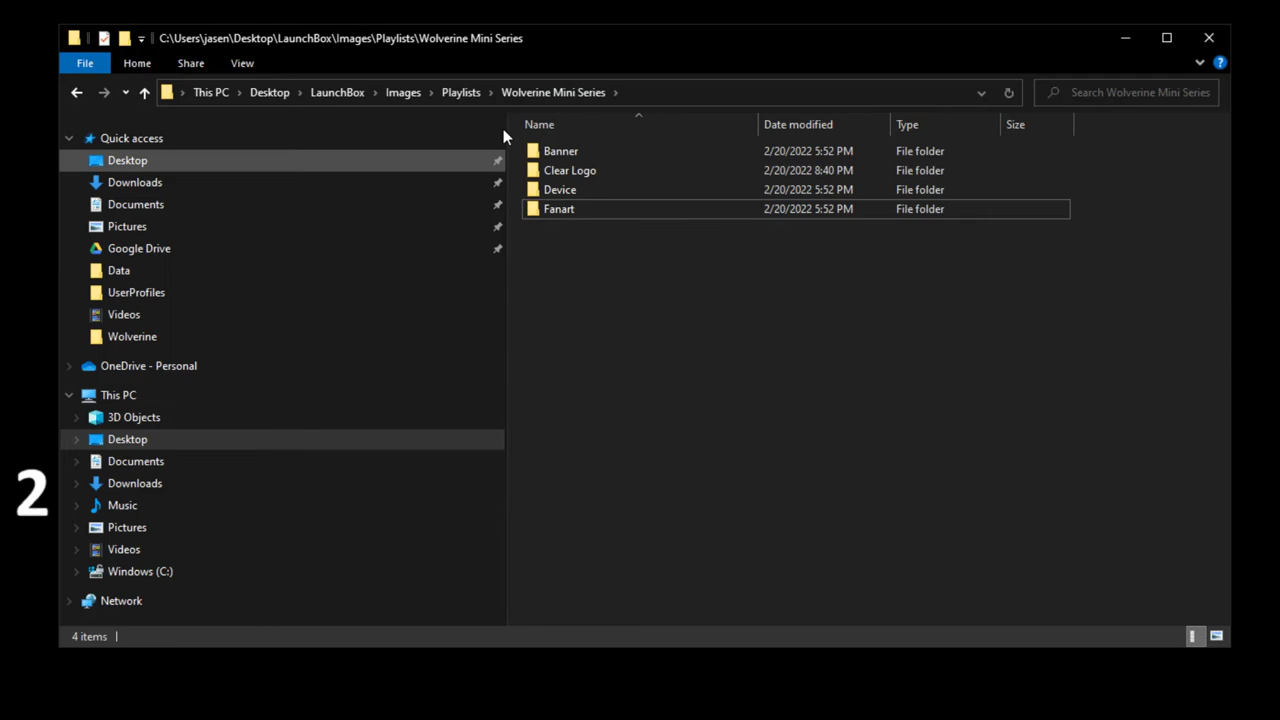 C:\Users\jasen\Desktop\LaunchBox\Images\Playlists\Wolverine Mini Series
File Home Share View
This PC Desktop LaunchBox Images Playlists Wolverine Mini Series Search Wolverine Mini Series
Name Date modified Type Size
Quick access
Desktop
Downloads
Documents
Pictures
Google Drive
Data
UserProfiles
Videos
Wolverine
OneDrive - Personal
This PC
3D Objects
Desktop
Documents
Downloads
Music
Pictures
Videos
Windows (C:)
Network
Banner 2/20/2022 5:52 PM File folder
Clear Logo 2/20/2022 8:40 PM File folder
Device 2/20/2022 5:52 PM File folder
Fanart 2/20/2022 5:52 PM File folder
2
4 items